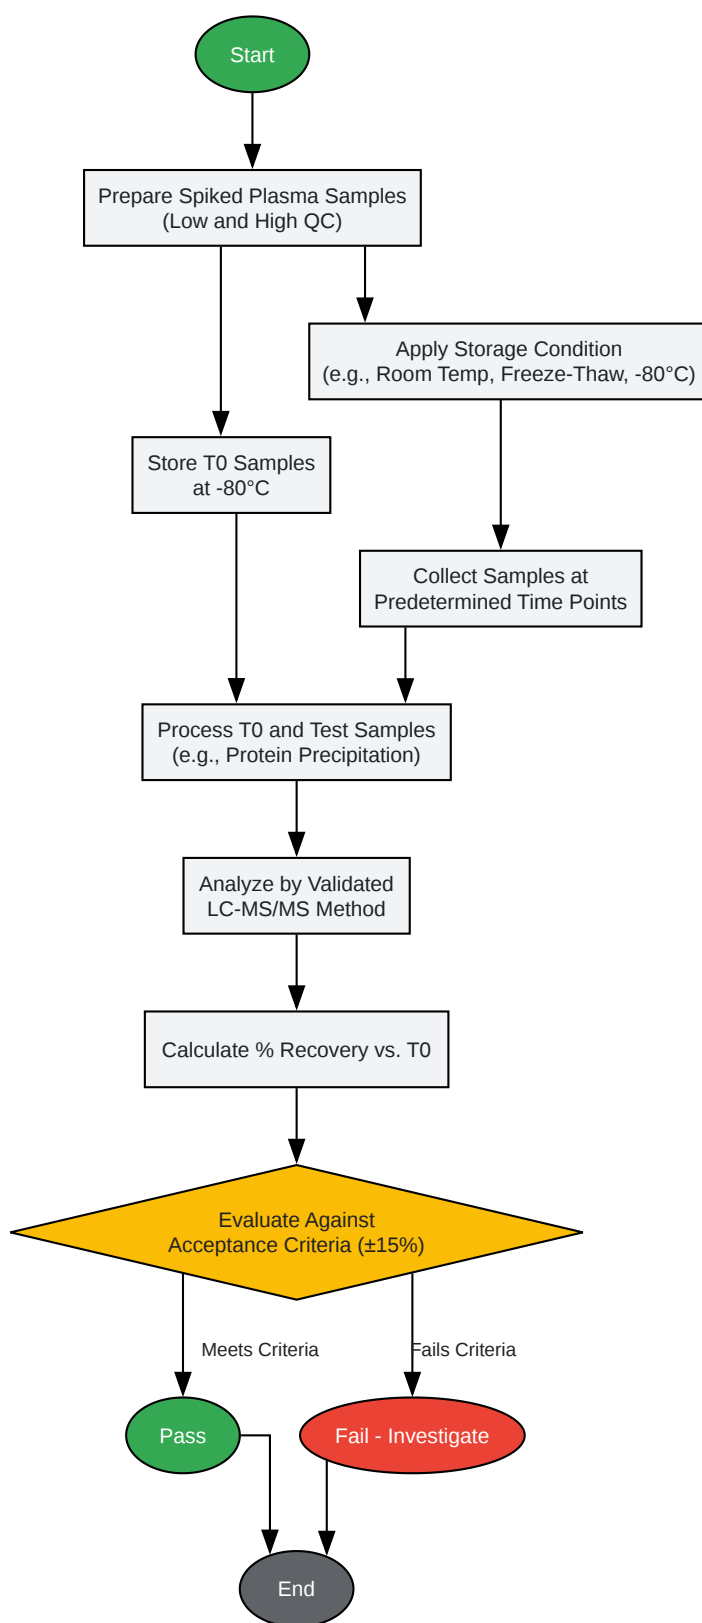 Start
Prepare Spiked Plasma Samples
(Low and High QC)
Apply Storage Condition
(e.g., Room Temp, Freeze-Thaw, -80°C)
Store T0 Samples
at -80°C
Collect Samples at
Predetermined Time Points
Process T0 and Test Samples
(e.g., Protein Precipitation)
Analyze by Validated
LC-MS/MS Method
Calculate % Recovery vs. T0
Evaluate Against
Acceptance Criteria (±15%)
Meets Criteria
Fails Criteria
Pass
Fail - Investigate
End